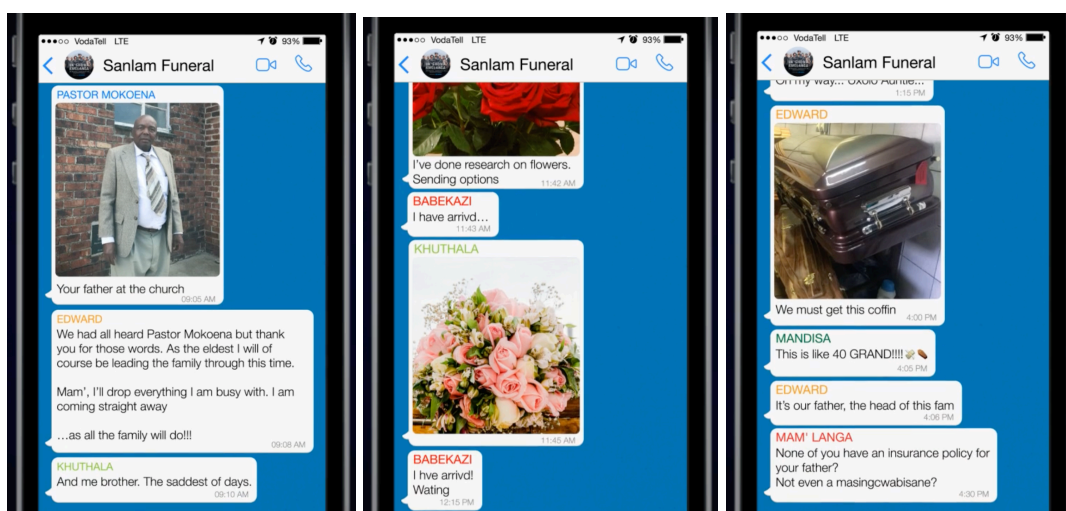 VodaTell LTE 93%
Sanlam Funeral
PASTOR MOKOENA
Your father at the church
09:05 AM
EDWARD
We had all heard Pastor Mokoena but thank
you for those words. As the eldest I will of
course be leading the family through this time.
Mam', I'll drop everything I am busy with. I am
coming straight away
...as all the family will do!!!
09:08 AM
KHUTHALA
And me brother. The saddest of days.
09:10 AM
VodaTell LTE 93%
Sanlam Funeral
I've done research on flowers.
Sending options
11:42 AM
BABEKAZI
I have arrivd...
11:43 AM
KHUTHALA
11:45 AM
BABEKAZI
I hve arrivd!
Wating
12:15 PM
VodaTell LTE 93%
Sanlam Funeral
On my way... Uxolo Auntie...
1:15 PM
EDWARD
We must get this coffin
4:00 PM
MANDISA
This is like 40 GRAND!!!!
4:05 PM
EDWARD
It's our father, the head of this fam
4:06 PM
MAM' LANGA
None of you have an insurance policy for
your father?
Not even a masingcwabisane?
4:30 PM